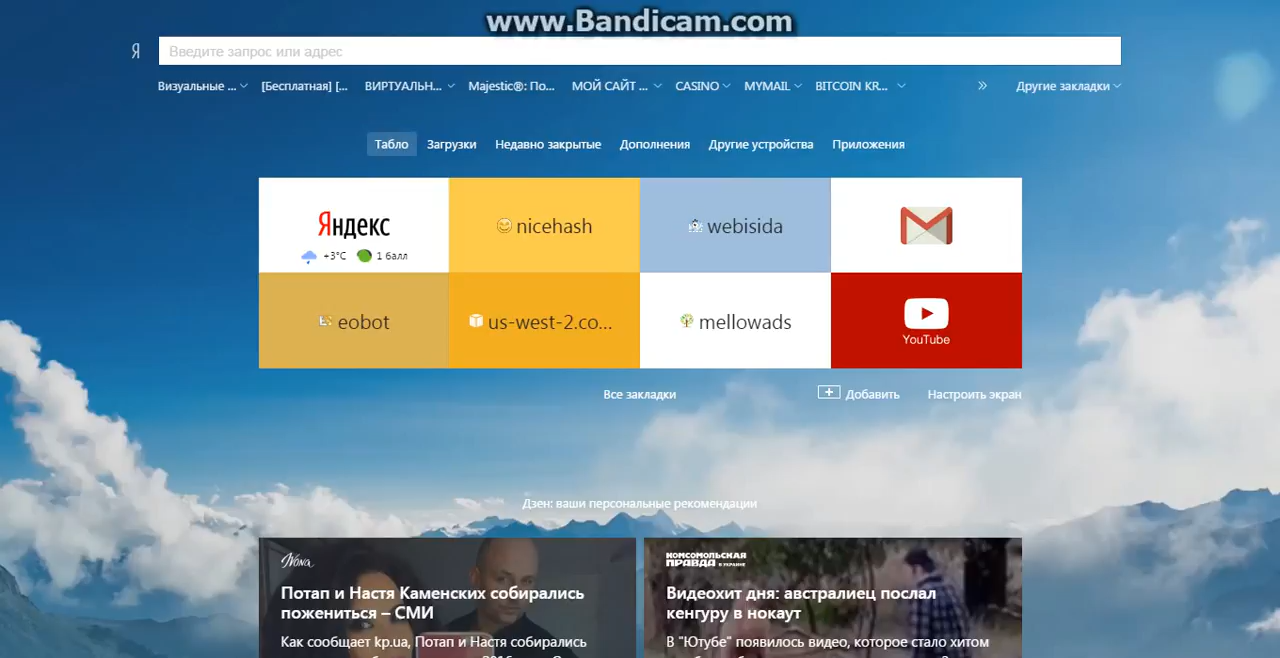 www.Bandicam.com
Я Введите запрос или адрес
Визуальные ... [Бесплатная] [... ВИРТУАЛЬН... Majestic®: По... МОЙ САЙТ ... CASINO MYMAIL BITCOIN KR... » Другие закладки
Табло Загрузки Недавно закрытые Дополнения Другие устройства Приложения
Яндекс
+3°C 1 балл
nicehash
webisida
eobot
us-west-2.co...
mellowads
YouTube
Все закладки Добавить Настроить экран
Дзен: ваши персональные рекомендации
Wona
Потап и Настя Каменских собирались
пожениться – СМИ
Как сообщает kp.ua, Потап и Настя собирались
КОМСОМОЛЬСКАЯ
ПРАВДА В УКРАИНЕ
Видеохит дня: австралиец послал
кенгуру в нокаут
В "Ютубе" появилось видео, которое стало хитом